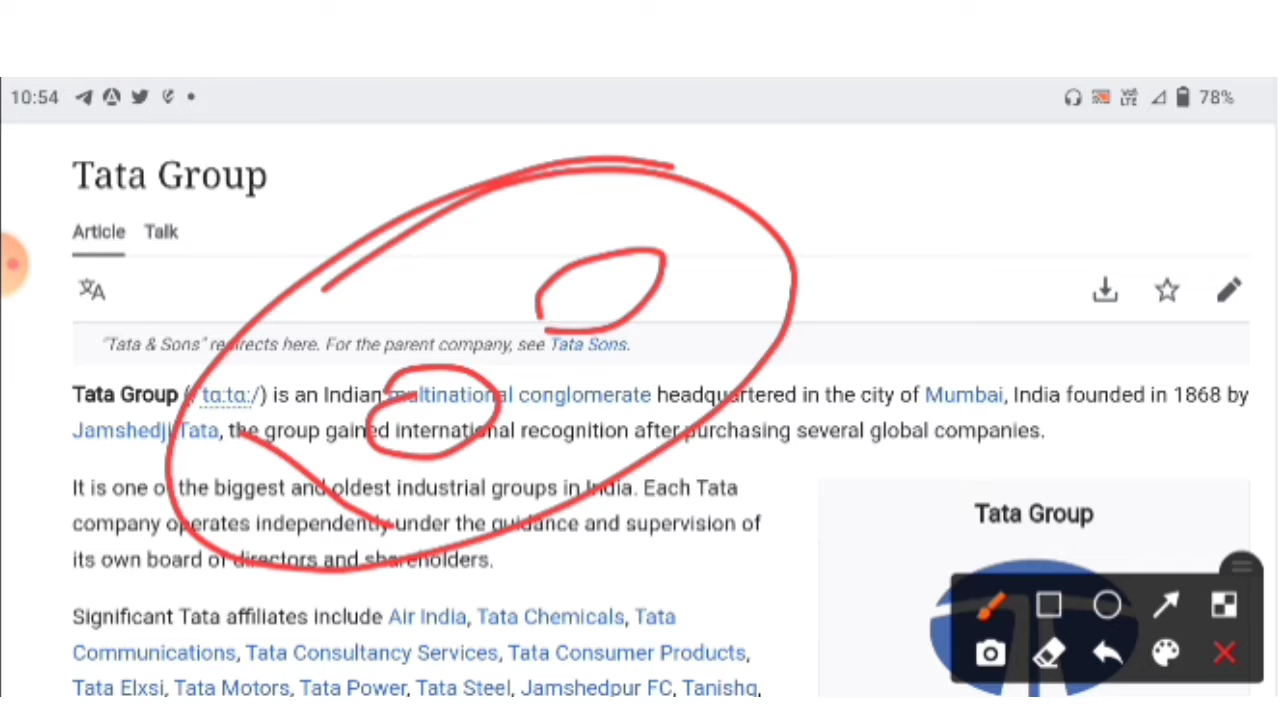 10:54
VoB LTE 78%
Tata Group
Article Talk
"Tata & Sons" redirects here. For the parent company, see Tata Sons.
Tata Group (/ˈtɑːtɑː/) is an Indian multinational conglomerate headquartered in the city of Mumbai, India founded in 1868 by
Jamshedji Tata, the group gained international recognition after purchasing several global companies.
It is one of the biggest and oldest industrial groups in India. Each Tata
company operates independently under the guidance and supervision of
its own board of directors and shareholders.
Tata Group
Significant Tata affiliates include Air India, Tata Chemicals, Tata
Communications, Tata Consultancy Services, Tata Consumer Products,
Tata Elxsi, Tata Motors, Tata Power, Tata Steel, Jamshedpur FC, Tanishq,